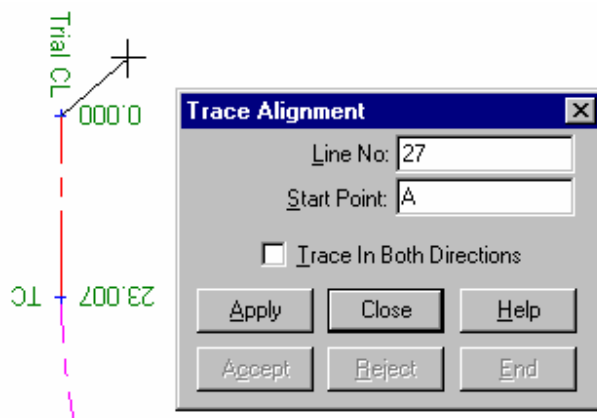 Trial CL
0.000
TC
23.007
Trace Alignment
Line No: 27
Start Point: A
Trace In Both Directions
Apply Close Help
Accept Reject End